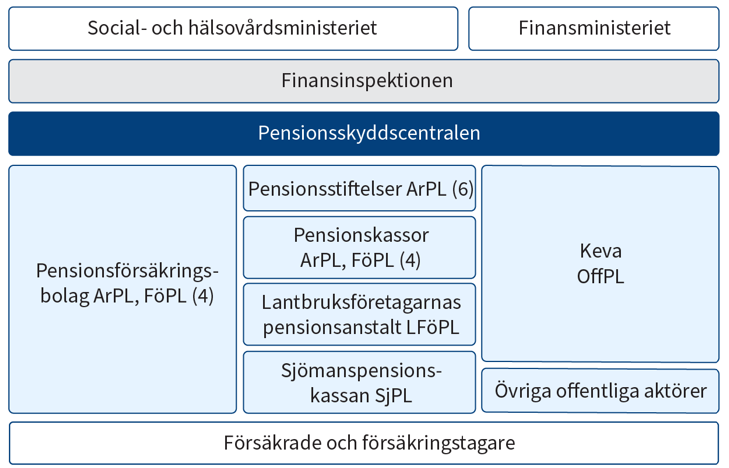 Social- och hälsovårdsministeriet
Finansministeriet
Finansinspektionen
Pensionsskyddscentralen
Pensionsförsäkrings-
bolag ArPL, FöPL (4)
Pensionsstiftelser ArPL (6)
Pensionskassor
ArPL, FöPL (4)
Lantbruksföretagarnas
pensionsanstalt LFöPL
Sjömanspensions-
kassan SjPL
Keva
OffPL
Övriga offentliga aktörer
Försäkrade och försäkringstagare